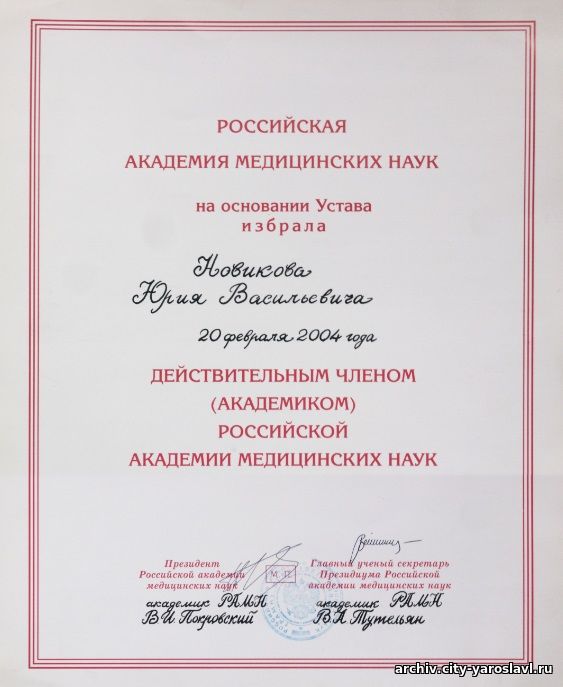 РОССИЙСКАЯ
АКАДЕМИЯ МЕДИЦИНСКИХ НАУК
на основании Устава
избрала
Новикова
Юрия Васильевича
20 февраля 2004 года
ДЕЙСТВИТЕЛЬНЫМ ЧЛЕНОМ
(АКАДЕМИКОМ)
РОССИЙСКОЙ
АКАДЕМИИ МЕДИЦИНСКИХ НАУК
Президент
Российской академии
медицинских наук
академик РАМН
В И Покровский
М П
Главный ученый секретарь
Президиума Российской
академии медицинских наук
академик РАМН
В А Тутельян
archiv.city-yaroslavl.ru